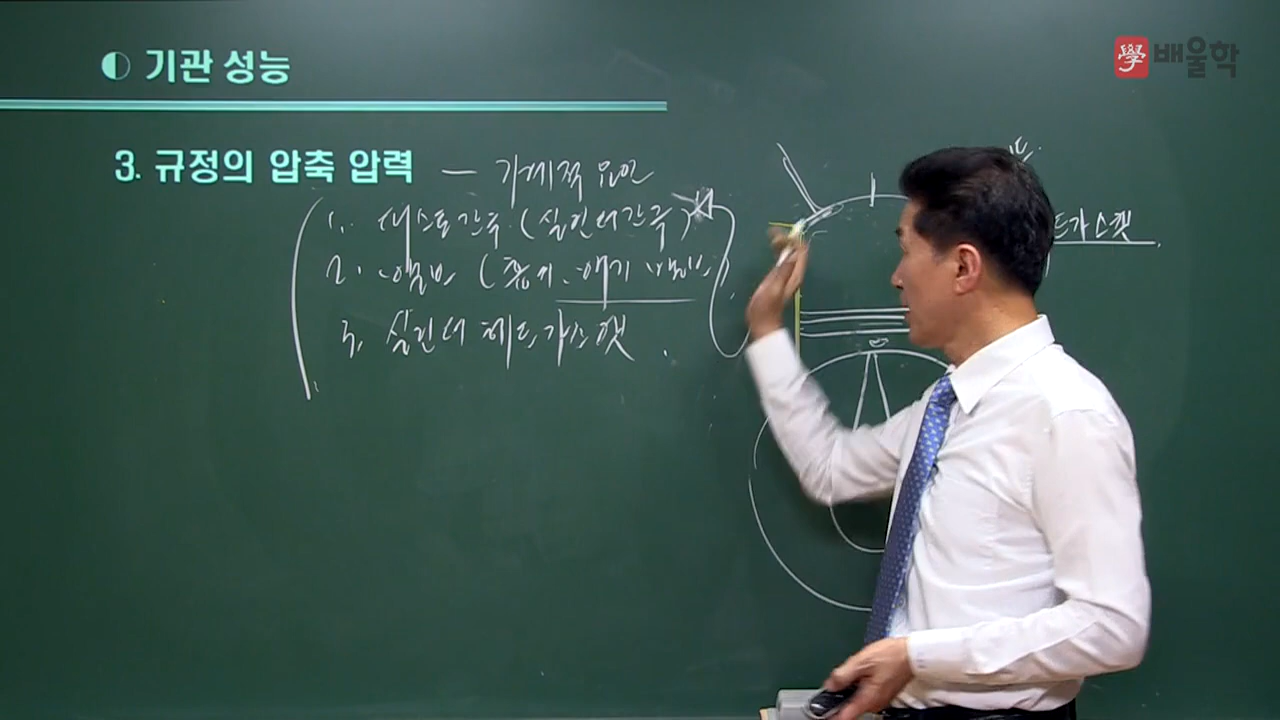 기관 성능
學 배울학
3. 규정의 압축 압력 - 기계적 요인
1. 피스톤간극 (실린더간극)
2. 밸브 (흡기, 배기 밸브)
3. 실린더 헤드가스켓.
드가스켓